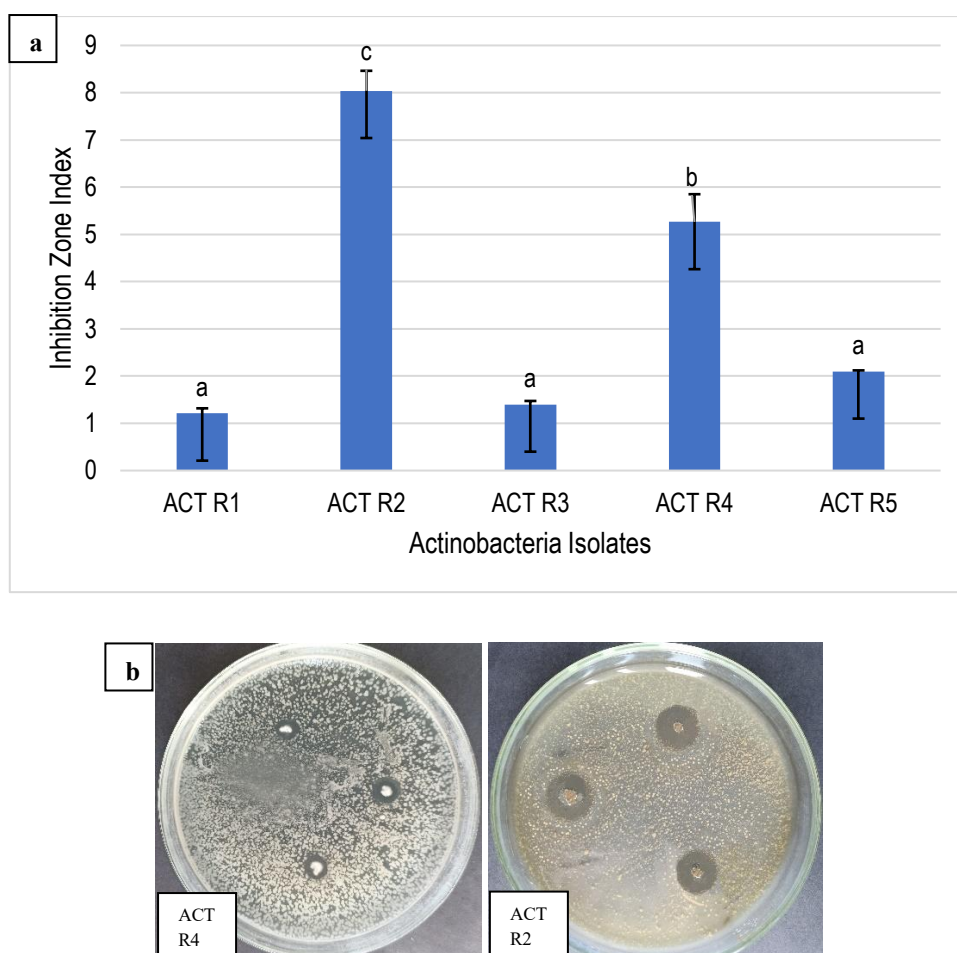 a
9
8
7
6
5
4
3
2
1
0
Inhibition Zone Index
a
c
a
b
a
ACT R1 ACT R2 ACT R3 ACT R4 ACT R5
Actinobacteria Isolates
b
ACT
R4
ACT
R2